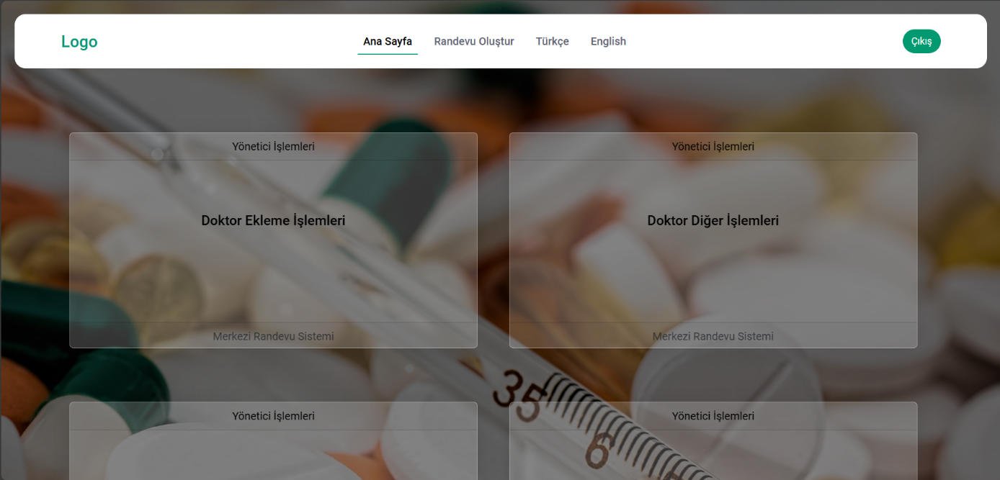 Logo
Ana Sayfa
Randevu Oluştur
Türkçe
English
Çıkış
Yönetici İşlemleri
Doktor Ekleme İşlemleri
Merkezi Randevu Sistemi
Yönetici İşlemleri
Doktor Diğer İşlemleri
Merkezi Randevu Sistemi
35
6
Yönetici İşlemleri
Yönetici İşlemleri